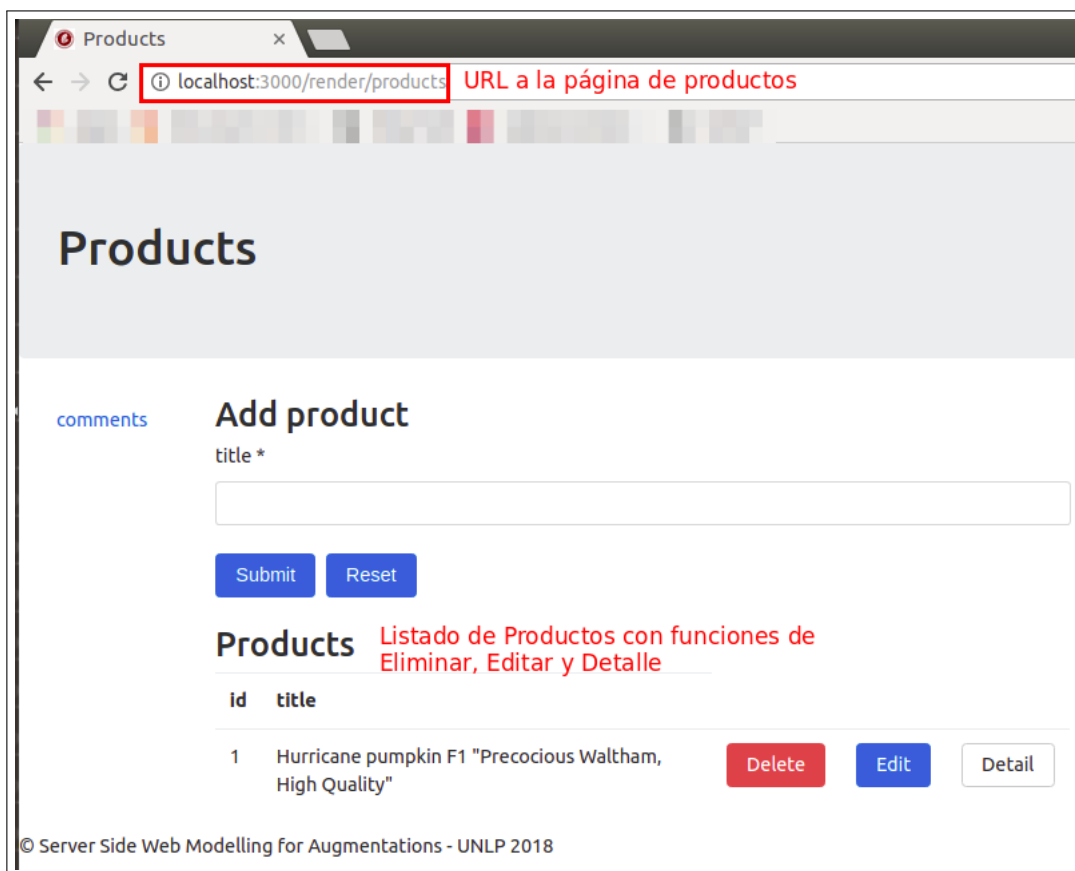 Products
localhost:3000/render/products URL a la página de productos
Products
comments
Add product
title *
Submit Reset
Products
Listado de Productos con funciones de
Eliminar, Editar y Detalle
id title
1 Hurricane pumpkin F1 "Precocious Waltham,
High Quality"
Delete Edit Detail
© Server Side Web Modelling for Augmentations - UNLP 2018